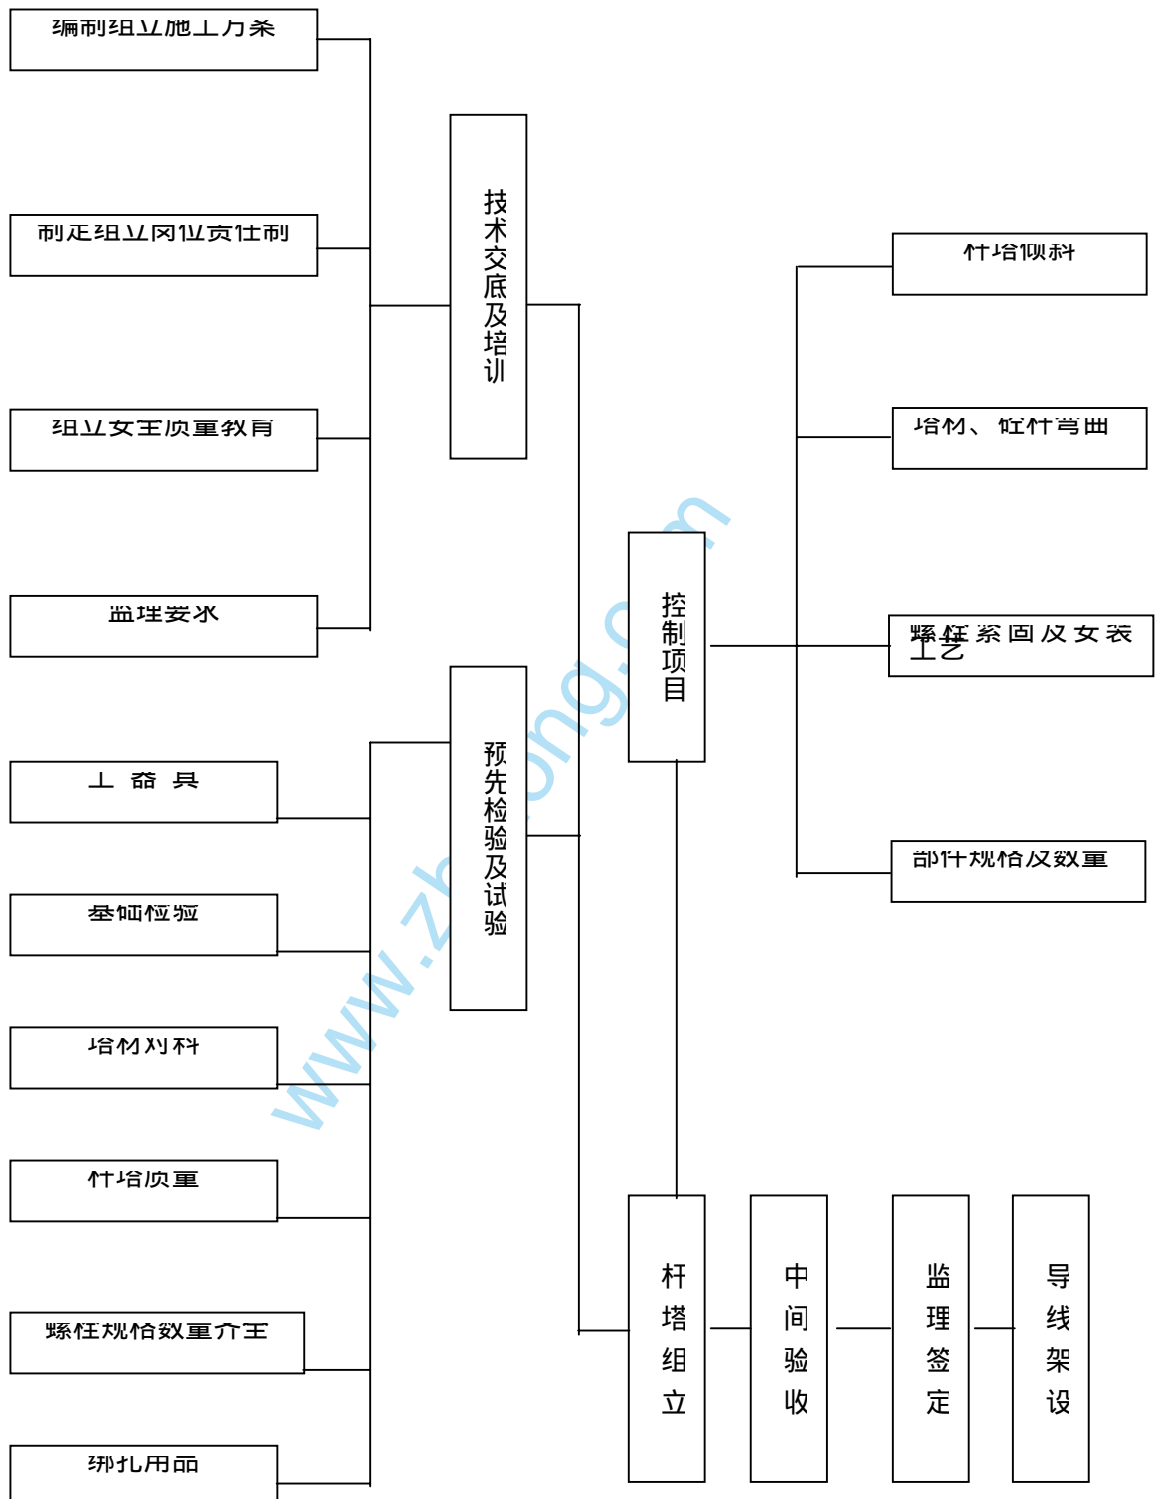 编制组立施工方案
制定组立岗位责任制
组立安全质量教育
监理要求
工 器 具
基础检验
塔材对料
杆塔质量
螺栓规格数量齐全
绑扎用品
技术交底及培训
预先检验及试验
控制项目
杆塔倾斜
塔材、砼杆弯曲
螺栓紧固及安装
工艺
部件规格及数量
杆塔组立
中间验收
监理签定
导线架设